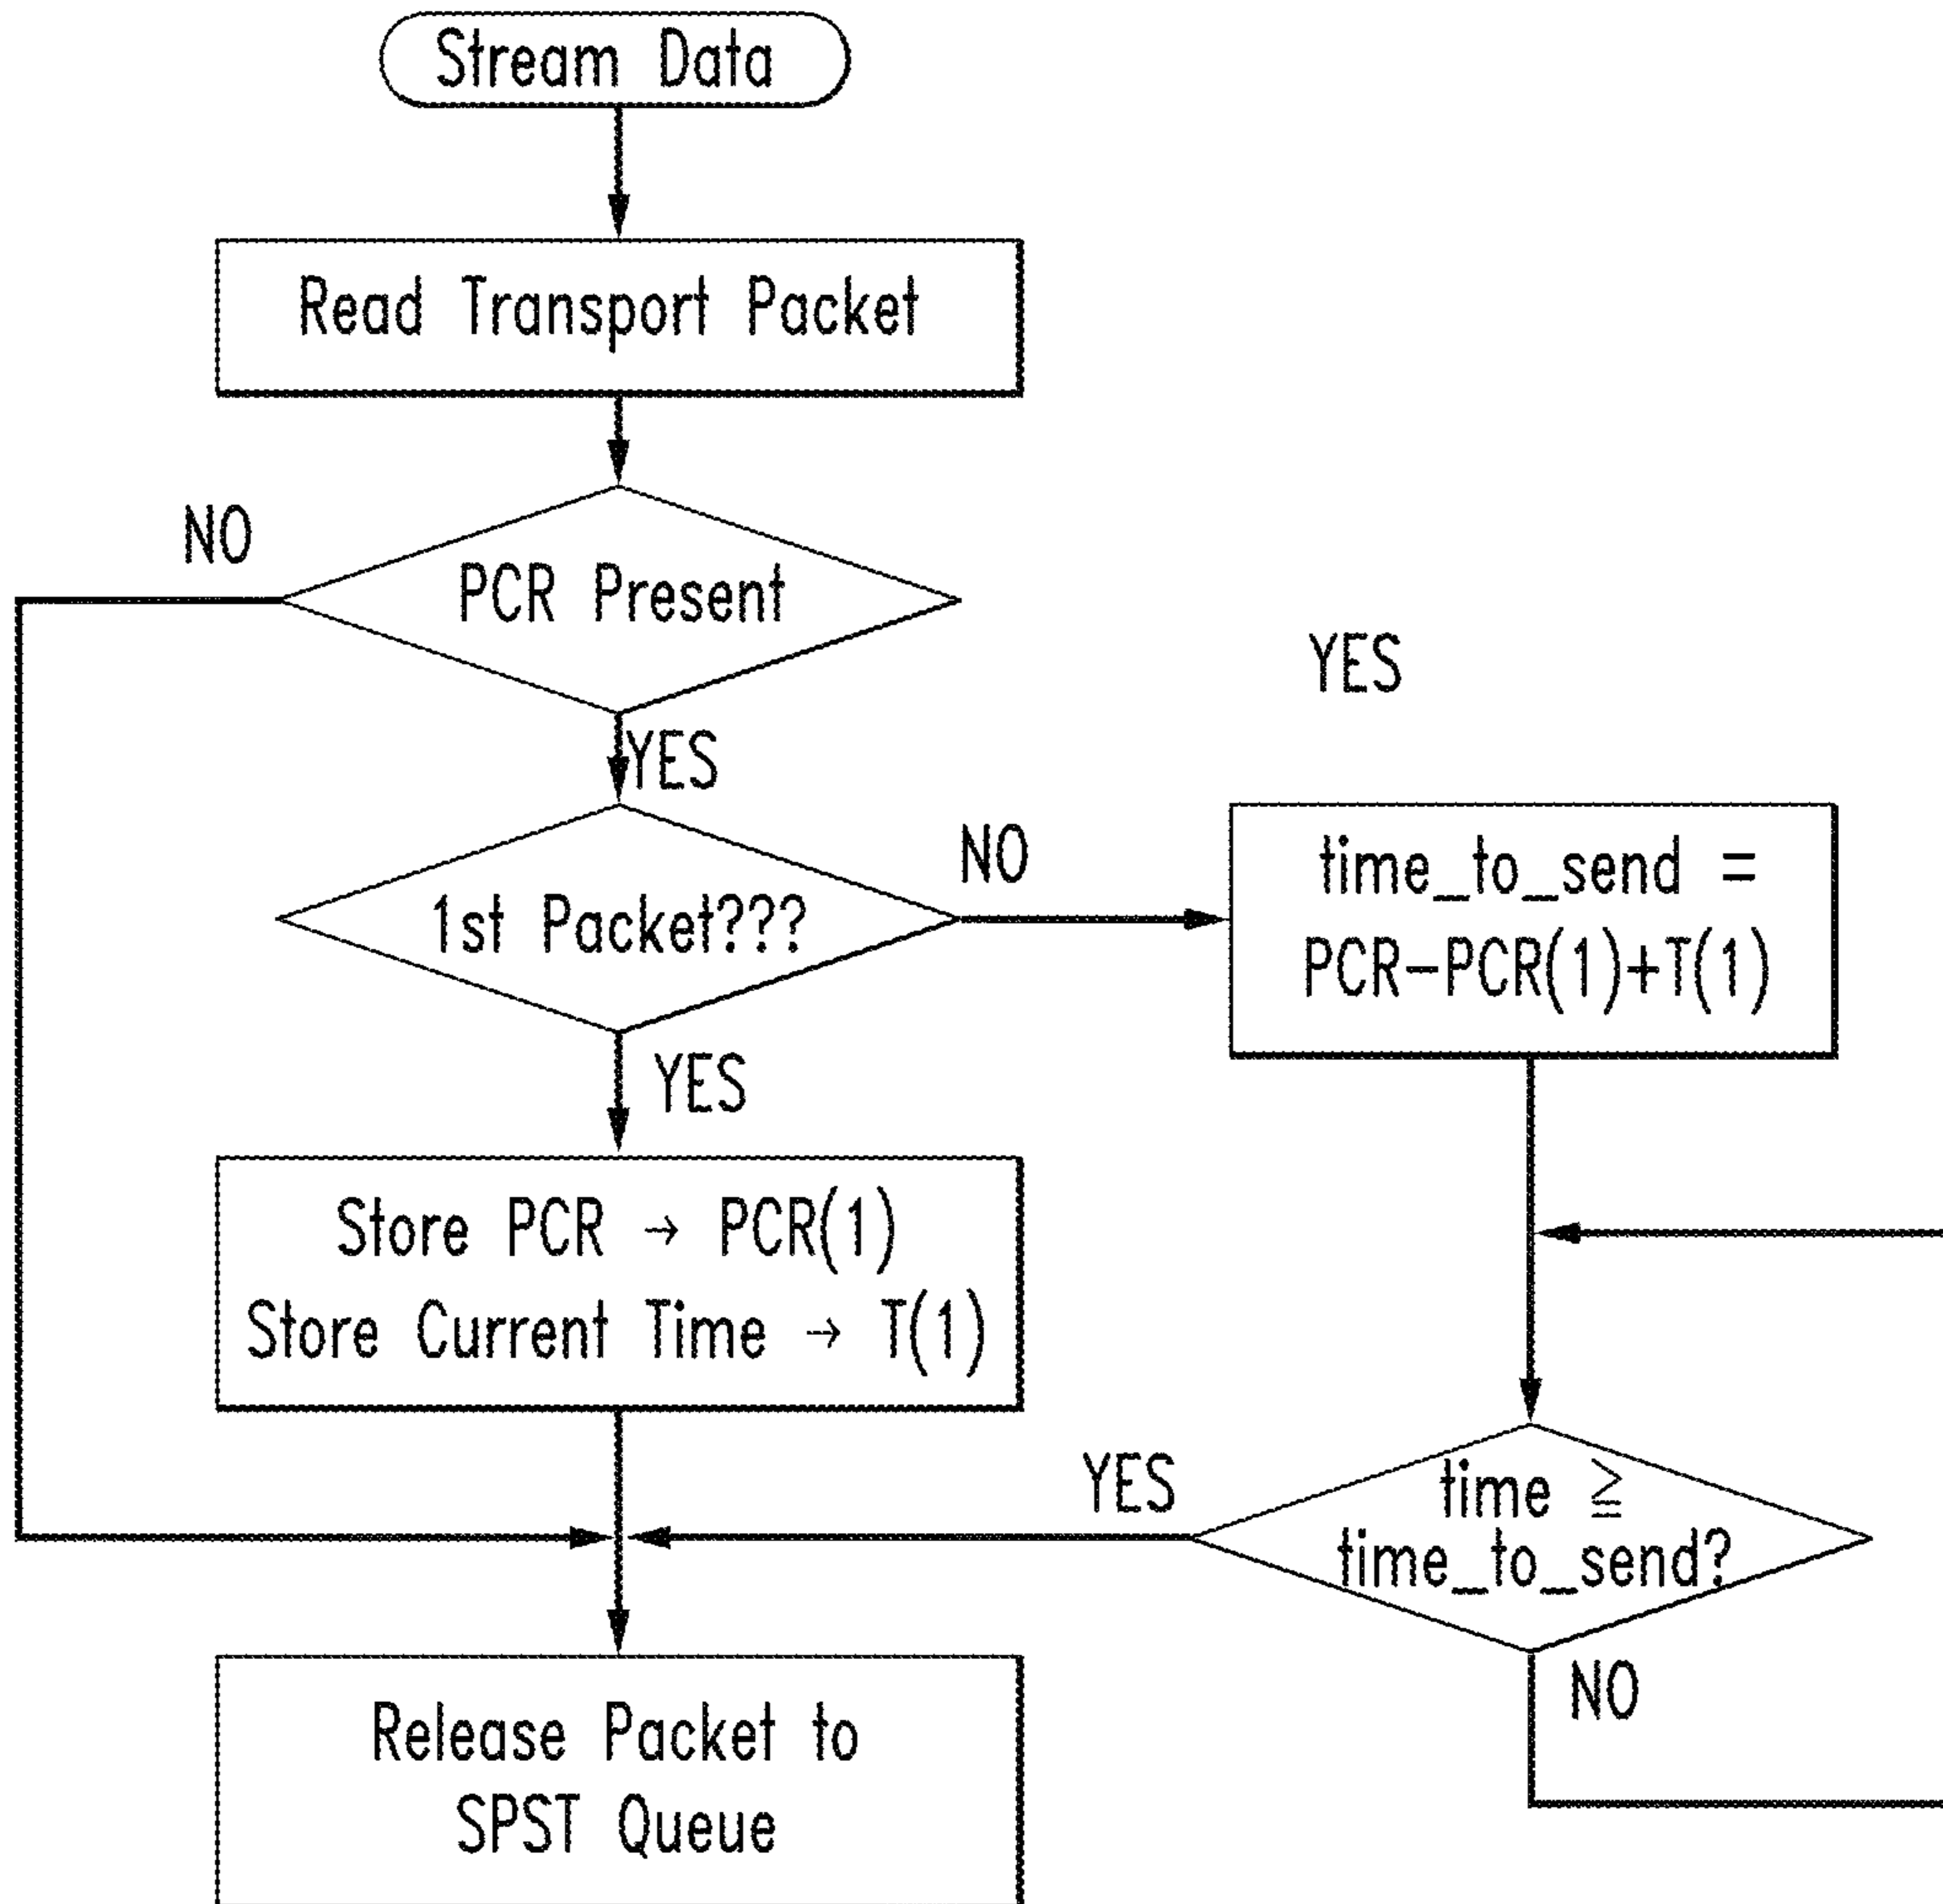 Stream Data
Read Transport Packet
NO
PCR Present
YES
YES
1st Packet???
NO
time_to_send =
PCR-PCR(1)+T(1)
YES
Store PCR → PCR(1)
Store Current Time → T(1)
YES
time ≧
time_to_send?
NO
Release Packet to
SPST Queue